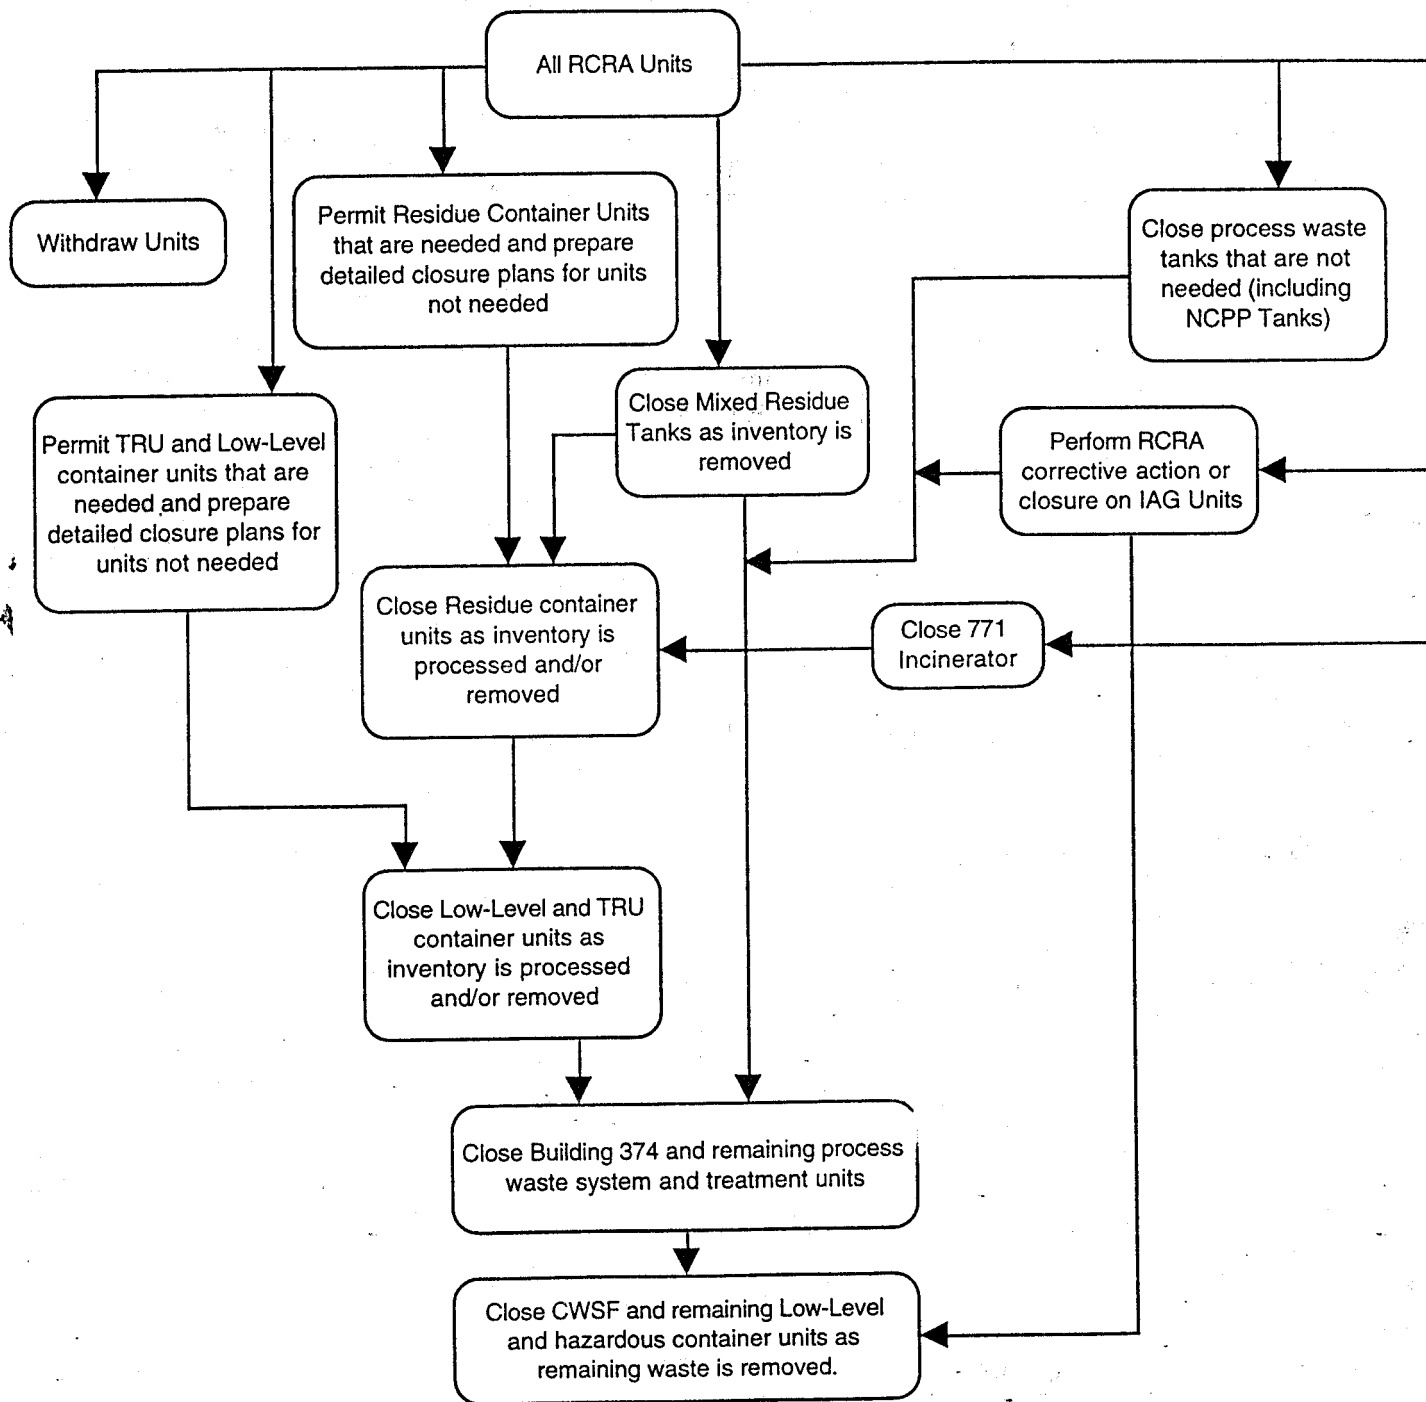 All RCRA Units
Withdraw Units
Permit Residue Container Units
that are needed and prepare
detailed closure plans for units
not needed
Close process waste
tanks that are not
needed (including
NCPP Tanks)
Permit TRU and Low-Level
container units that are
needed and prepare
detailed closure plans for
units not needed
Close Mixed Residue
Tanks as inventory is
removed
Perform RCRA
corrective action or
closure on IAG Units
Close Residue container
units as inventory is
processed and/or
removed
Close 771
Incinerator
Close Low-Level and TRU
container units as
inventory is processed
and/or removed
Close Building 374 and remaining process
waste system and treatment units
Close CWSF and remaining Low-Level
and hazardous container units as
remaining waste is removed.